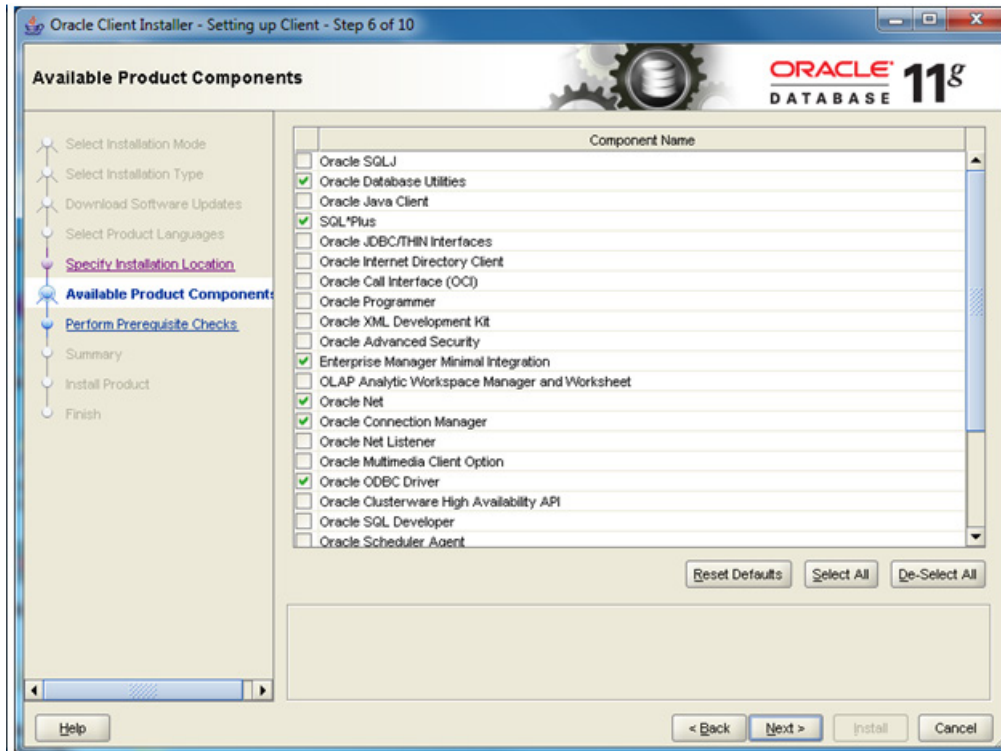 Oracle Client Installer - Setting up Client - Step 6 of 10
Available Product Components
ORACLE
DATABASE
11g
Select Installation Mode
Select Installation Type
Download Software Updates
Select Product Languages
Specify Installation Location
Available Product Components
Perform Prerequisite Checks
Summary
Install Product
Finish
Component Name
Oracle SQLJ
Oracle Database Utilities
Oracle Java Client
SQL*Plus
Oracle JDBC/THIN Interfaces
Oracle Internet Directory Client
Oracle Call Interface (OCI)
Oracle Programmer
Oracle XML Development Kit
Oracle Advanced Security
Enterprise Manager Minimal Integration
OLAP Analytic Workspace Manager and Worksheet
Oracle Net
Oracle Connection Manager
Oracle Net Listener
Oracle Multimedia Client Option
Oracle ODBC Driver
Oracle Clusterware High Availability API
Oracle SQL Developer
Oracle Scheduler Agent
Reset Defaults
Select All
De-Select All
Help
< Back
Next >
Install
Cancel